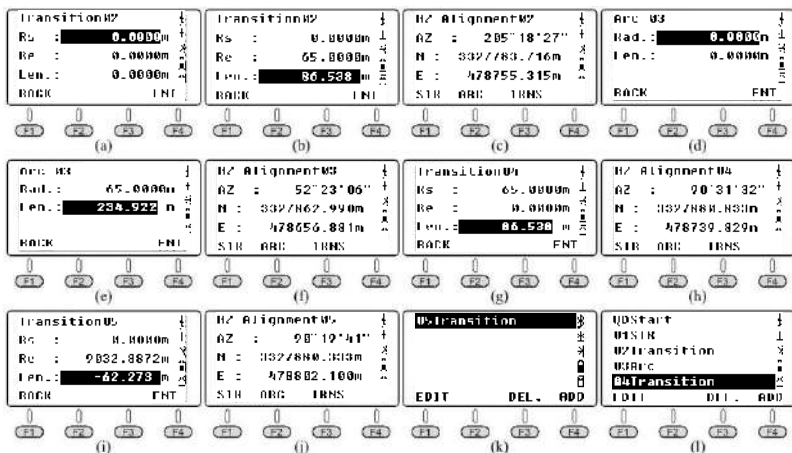 Transition02
Rs : 0.0000m
Re : 0.0000m
Len.: 0.0000m
BACK ENT
F1 F2 F3 F4
(a)
Transition02
Rs : 0.0000m
Re : 65.0000m
Len.: 86.538 m
BACK ENT
F1 F2 F3 F4
(b)
HZ Alignment02
AZ : 205°18'27"
N : 3327783.716m
E : 478755.315m
STR ARC TRNS
F1 F2 F3 F4
(c)
Arc 03
Rad.: 0.0000m
Len.: 0.0000m
BACK ENT
F1 F2 F3 F4
(d)
Arc 03
Rad.: 65.0000m
Len.: 234.922 m
BACK ENT
F1 F2 F3 F4
(e)
HZ Alignment03
AZ : 52°23'06"
N : 3327862.990m
E : 478656.881m
STR ARC TRNS
F1 F2 F3 F4
(f)
Transition04
Rs : 65.0000m
Re : 0.0000m
Len.: 86.538 m
BACK ENT
F1 F2 F3 F4
(g)
HZ Alignment04
AZ : 90°31'32"
N : 3327880.833m
E : 478739.829m
STR ARC TRNS
F1 F2 F3 F4
(h)
Transition05
Rs : 0.0000m
Re : 9032.8872m
Len.: -62.273 m
BACK ENT
F1 F2 F3 F4
(i)
HZ Alignment05
AZ : 90°19'41"
N : 3327880.333m
E : 478802.100m
STR ARC TRNS
F1 F2 F3 F4
(j)
05Transition
EDIT DEL. ADD
F1 F2 F3 F4
(k)
QDStart
01STR
02Transition
03Arc
04Transition
EDIT DEL. ADD
F1 F2 F3 F4
(l)